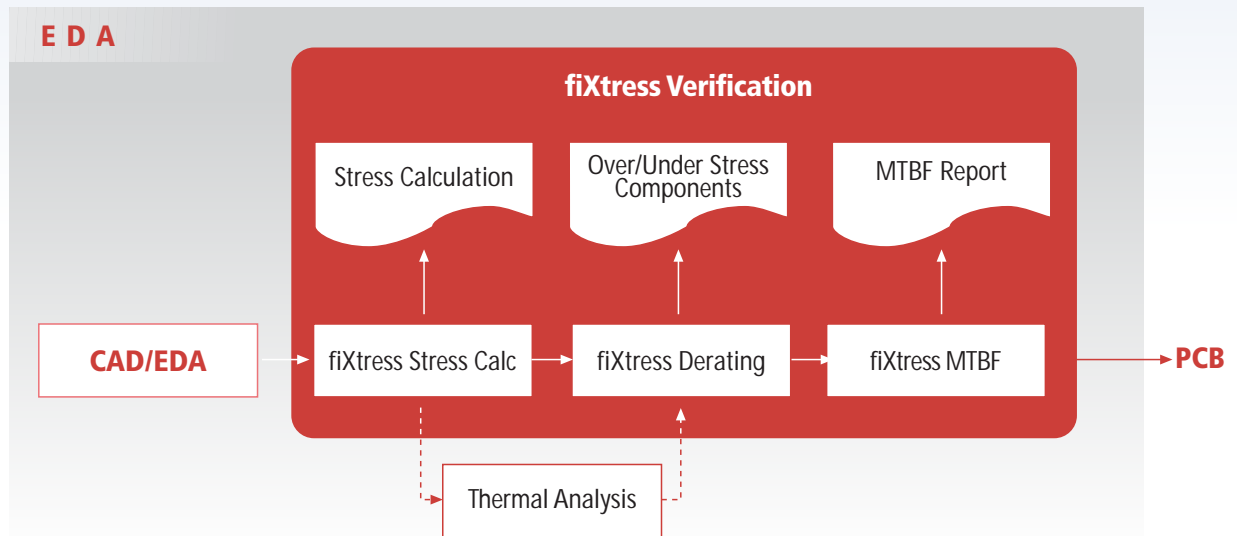 E D A
fiXtress Verification
Stress Calculation
Over/Under Stress
Components
MTBF Report
CAD/EDA
fiXtress Stress Calc
fiXtress Derating
fiXtress MTBF
PCB
Thermal Analysis